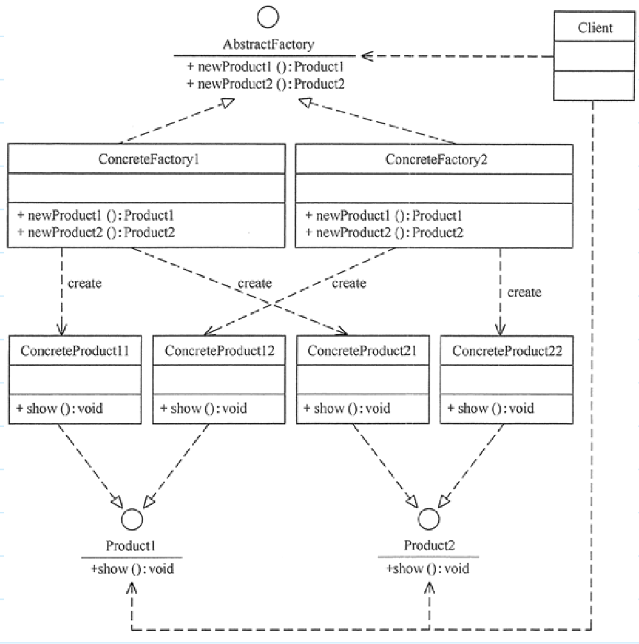 Client
AbstractFactory
+ newProduct1 ():Product1
+ newProduct2 ():Product2
ConcreteFactory1
+ newProduct1 ():Product1
+ newProduct2 ():Product2
ConcreteFactory2
+ newProduct1 ():Product1
+ newProduct2 ():Product2
create
create
create
create
ConcreteProduct11
+ show ():void
ConcreteProduct12
+ show ():void
ConcreteProduct21
+ show ():void
ConcreteProduct22
+ show ():void
Product1
+show ():void
Product2
+show ():void